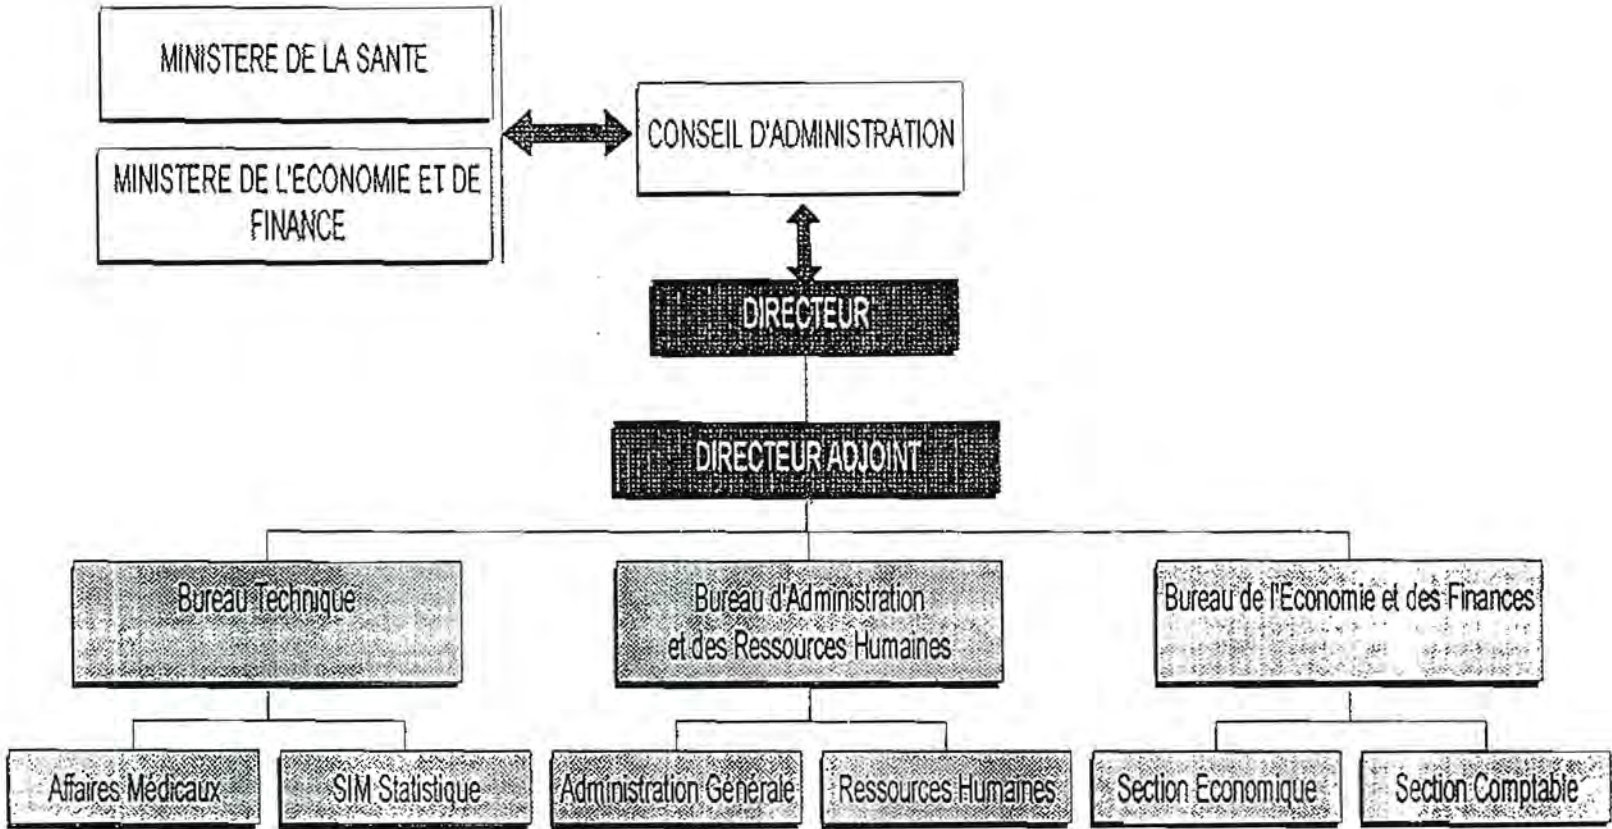 MINISTERE DE LA SANTE
MINISTERE DE L'ECONOMIE ET DE
FINANCE
CONSEIL D'ADMINISTRATION
DIRECTEUR
DIRECTEUR ADJOINT
Bureau Technique
Bureau d'Administration
et des Ressources Humaines
Bureau de l'Economie et des Finances
Affaires Médicaux
SIM Statistique
Administration Générale
Ressources Humaines
Section Economique
Section Comptable